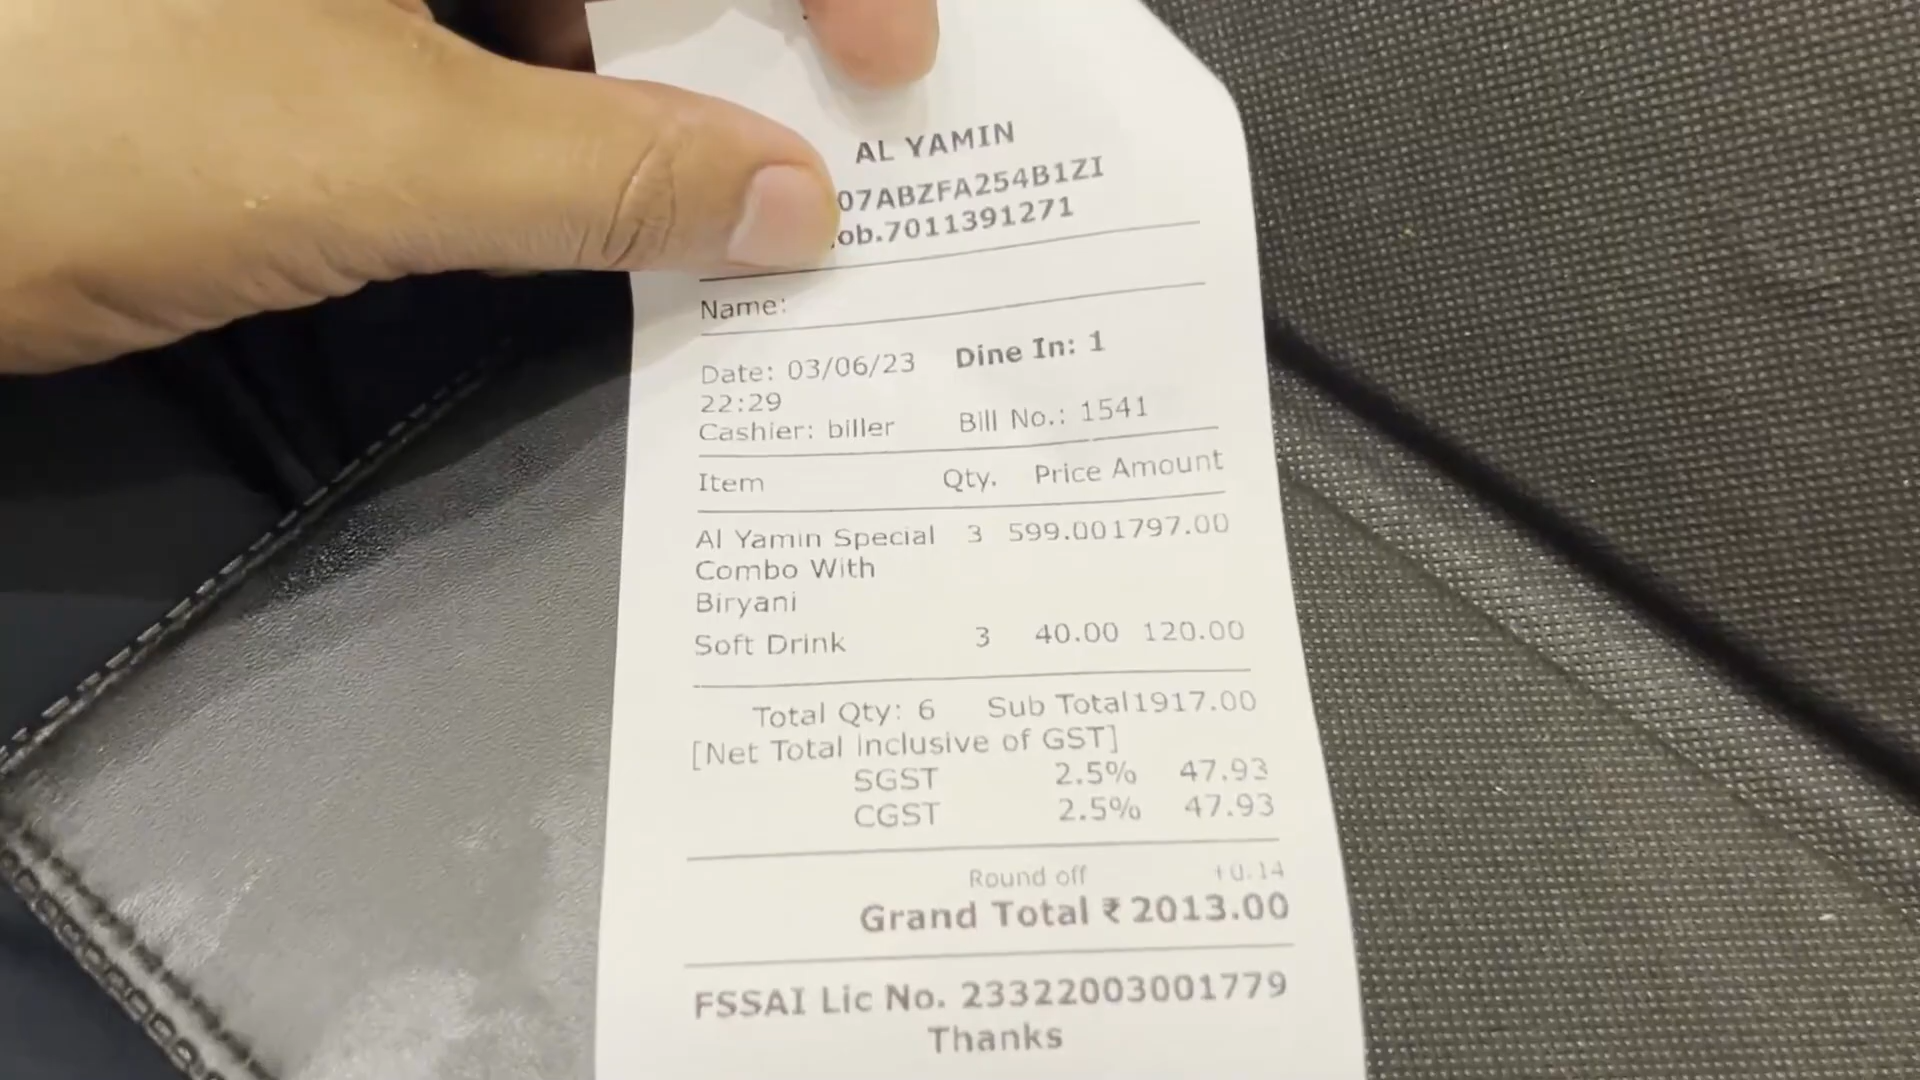 AL YAMIN
07ABZFA254B1ZI
ob.7011391271
Name:
Date: 03/06/23 Dine In: 1
22:29
Cashier: biller Bill No.: 1541
Item Qty. Price Amount
Al Yamin Special 3 599.001797.00
Combo With
Biryani
Soft Drink 3 40.00 120.00
Total Qty: 6 Sub Total1917.00
[Net Total inclusive of GST]
SGST 2.5% 47.93
CGST 2.5% 47.93
Round off +0.14
Grand Total ₹ 2013.00
FSSAI Lic No. 23322003001779
Thanks